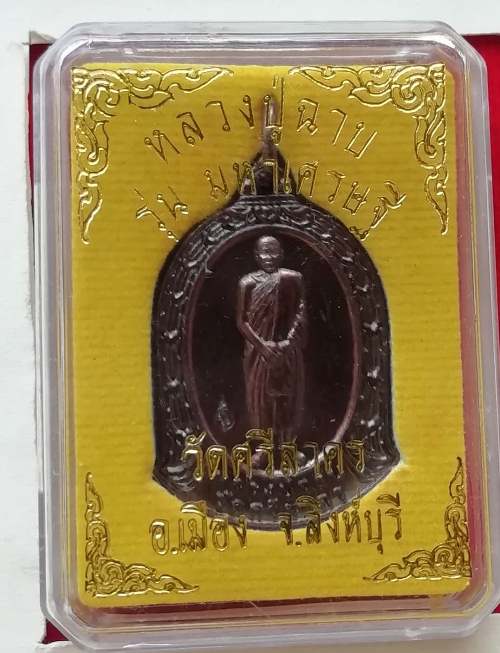 หลวงปู่ฉาบ
รุ่น มหาเศรษฐี
วัดศรีสาคร
อ.เมือง จ.สิงห์บุรี